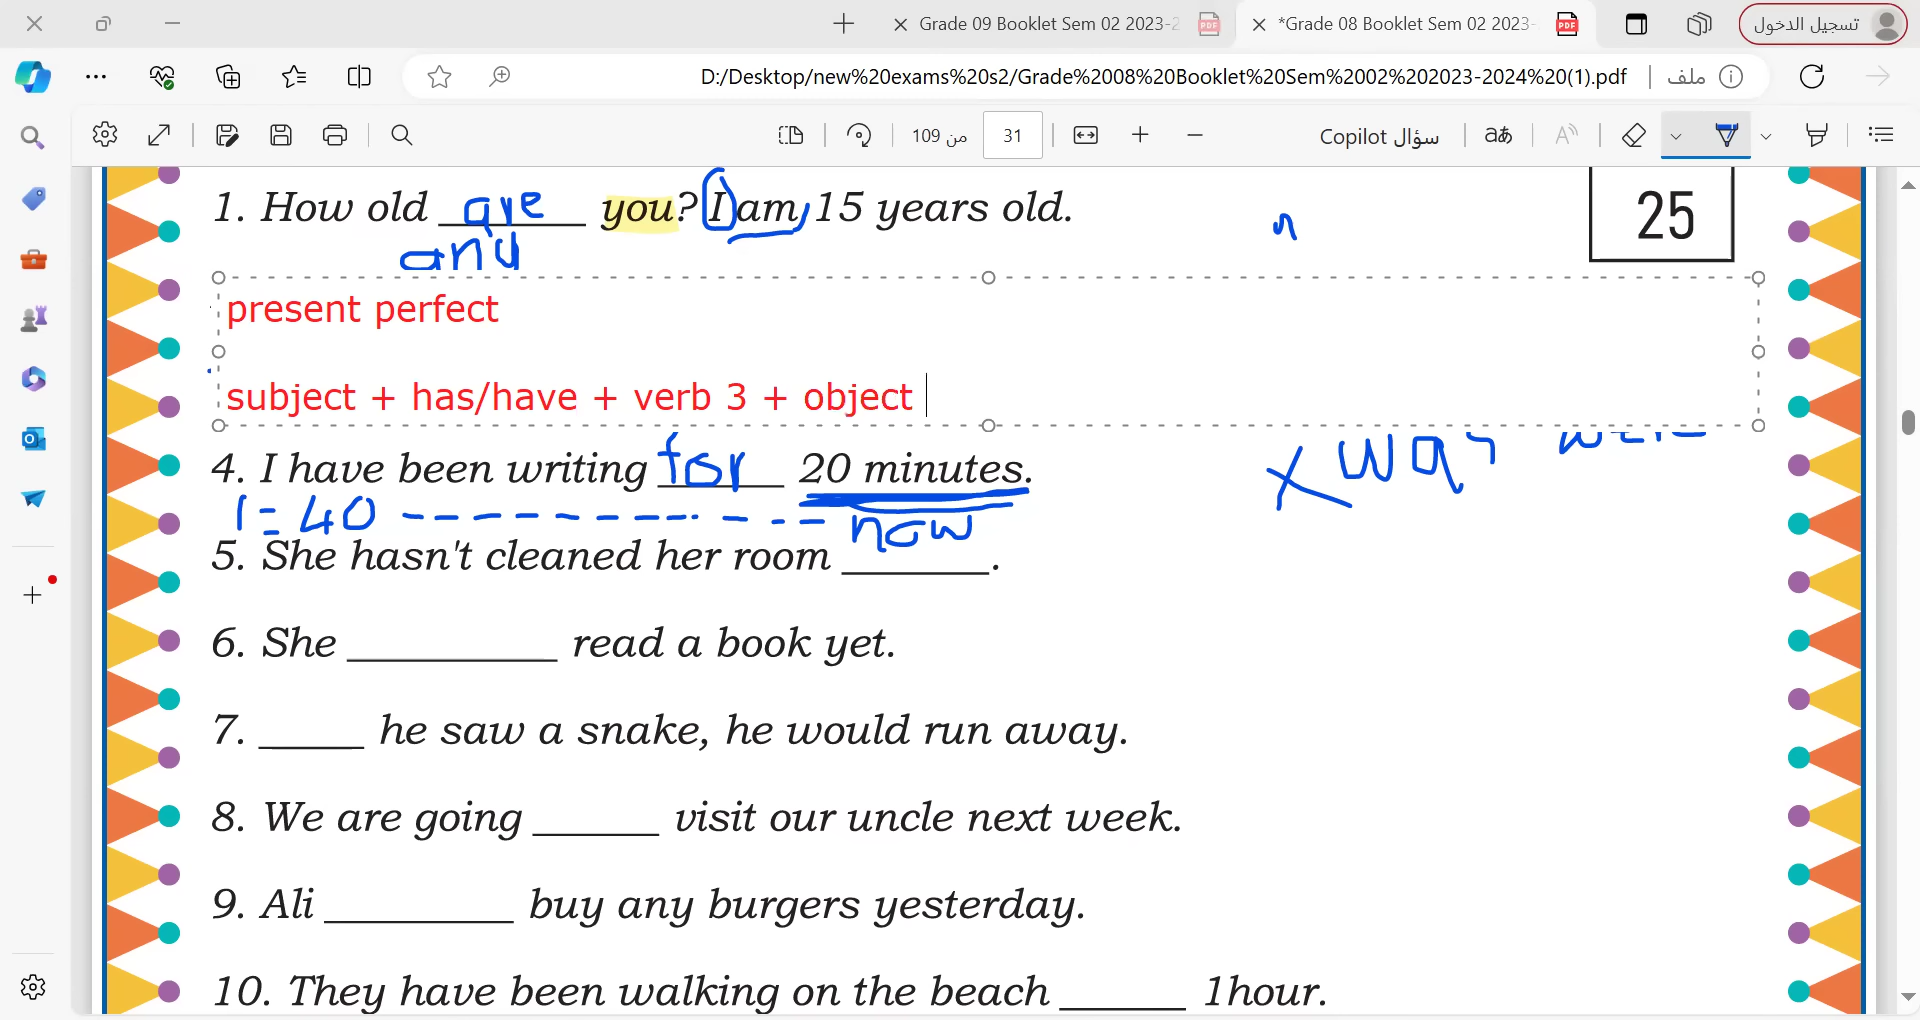 Grade 09 Booklet Sem 02 2023-2
*Grade 08 Booklet Sem 02 2023-
تسجيل الدخول
D:/Desktop/new%20exams%20s2/Grade%2008%20Booklet%20Sem%2002%202023-2024%20(1).pdf
ملف
31 من 109
سؤال Copilot
1. How old are you? I am 15 years old.
25
and
present perfect
subject + has/have + verb 3 + object
4. I have been writing for 20 minutes.
was
1=40 now
5. She hasn't cleaned her room ______.
6. She ________ read a book yet.
7. ____ he saw a snake, he would run away.
8. We are going _____ visit our uncle next week.
9. Ali _______ buy any burgers yesterday.
10. They have been walking on the beach _____ 1hour.